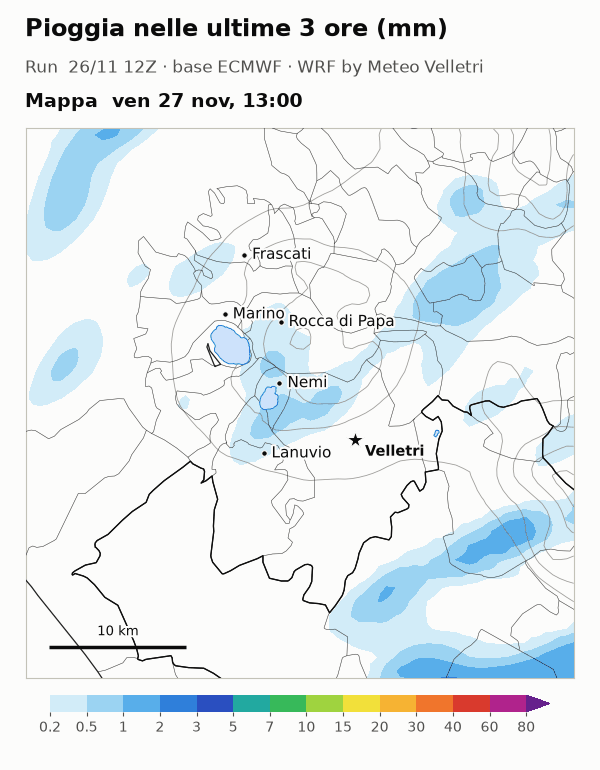 Pioggia nelle ultime 3 ore (mm)
Run  26/11 12Z · base ECMWF · WRF by Meteo Velletri
Mappa  ven 27 nov, 13:00
Frascati
Marino
Rocca di Papa
Nemi
Velletri
Lanuvio
10 km
0.2 0.5 1 2 3 5 7 10 15 20 30 40 60 80